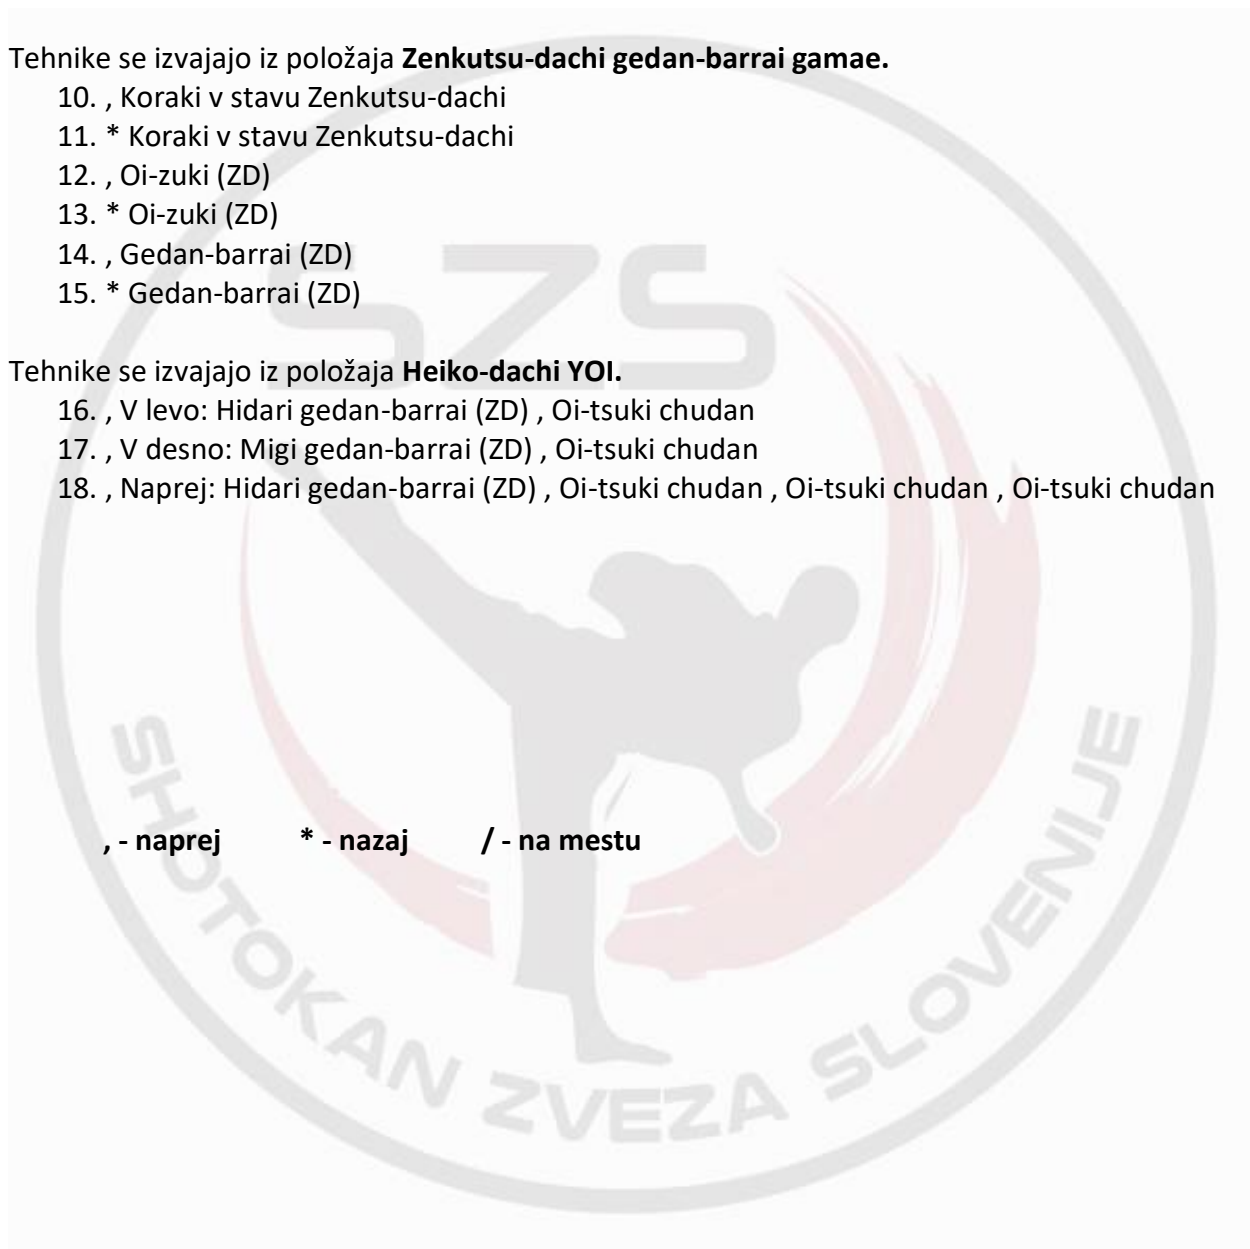 Tehnike se izvajajo iz položaja Zenkutsu-dachi gedan-barrai gamae.
10. , Koraki v stavu Zenkutsu-dachi
11. * Koraki v stavu Zenkutsu-dachi
12. , Oi-zuki (ZD)
13. * Oi-zuki (ZD)
14. , Gedan-barrai (ZD)
15. * Gedan-barrai (ZD)
Tehnike se izvajajo iz položaja Heiko-dachi YOI.
16. , V levo: Hidari gedan-barrai (ZD) , Oi-tsuki chudan
17. , V desno: Migi gedan-barrai (ZD) , Oi-tsuki chudan
18. , Naprej: Hidari gedan-barrai (ZD) , Oi-tsuki chudan , Oi-tsuki chudan , Oi-tsuki chudan
, - naprej * - nazaj / - na mestu
SZS
SHOTOKAN ZVEZA SLOVENIJE